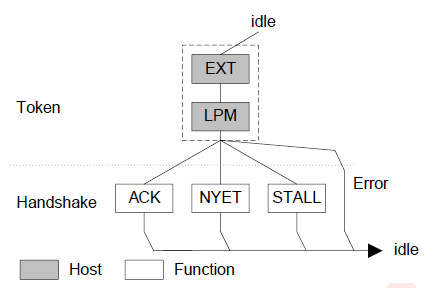 idle
EXT
Token
LPM
Error
Handshake
ACK
NYET
STALL
idle
Host
Function